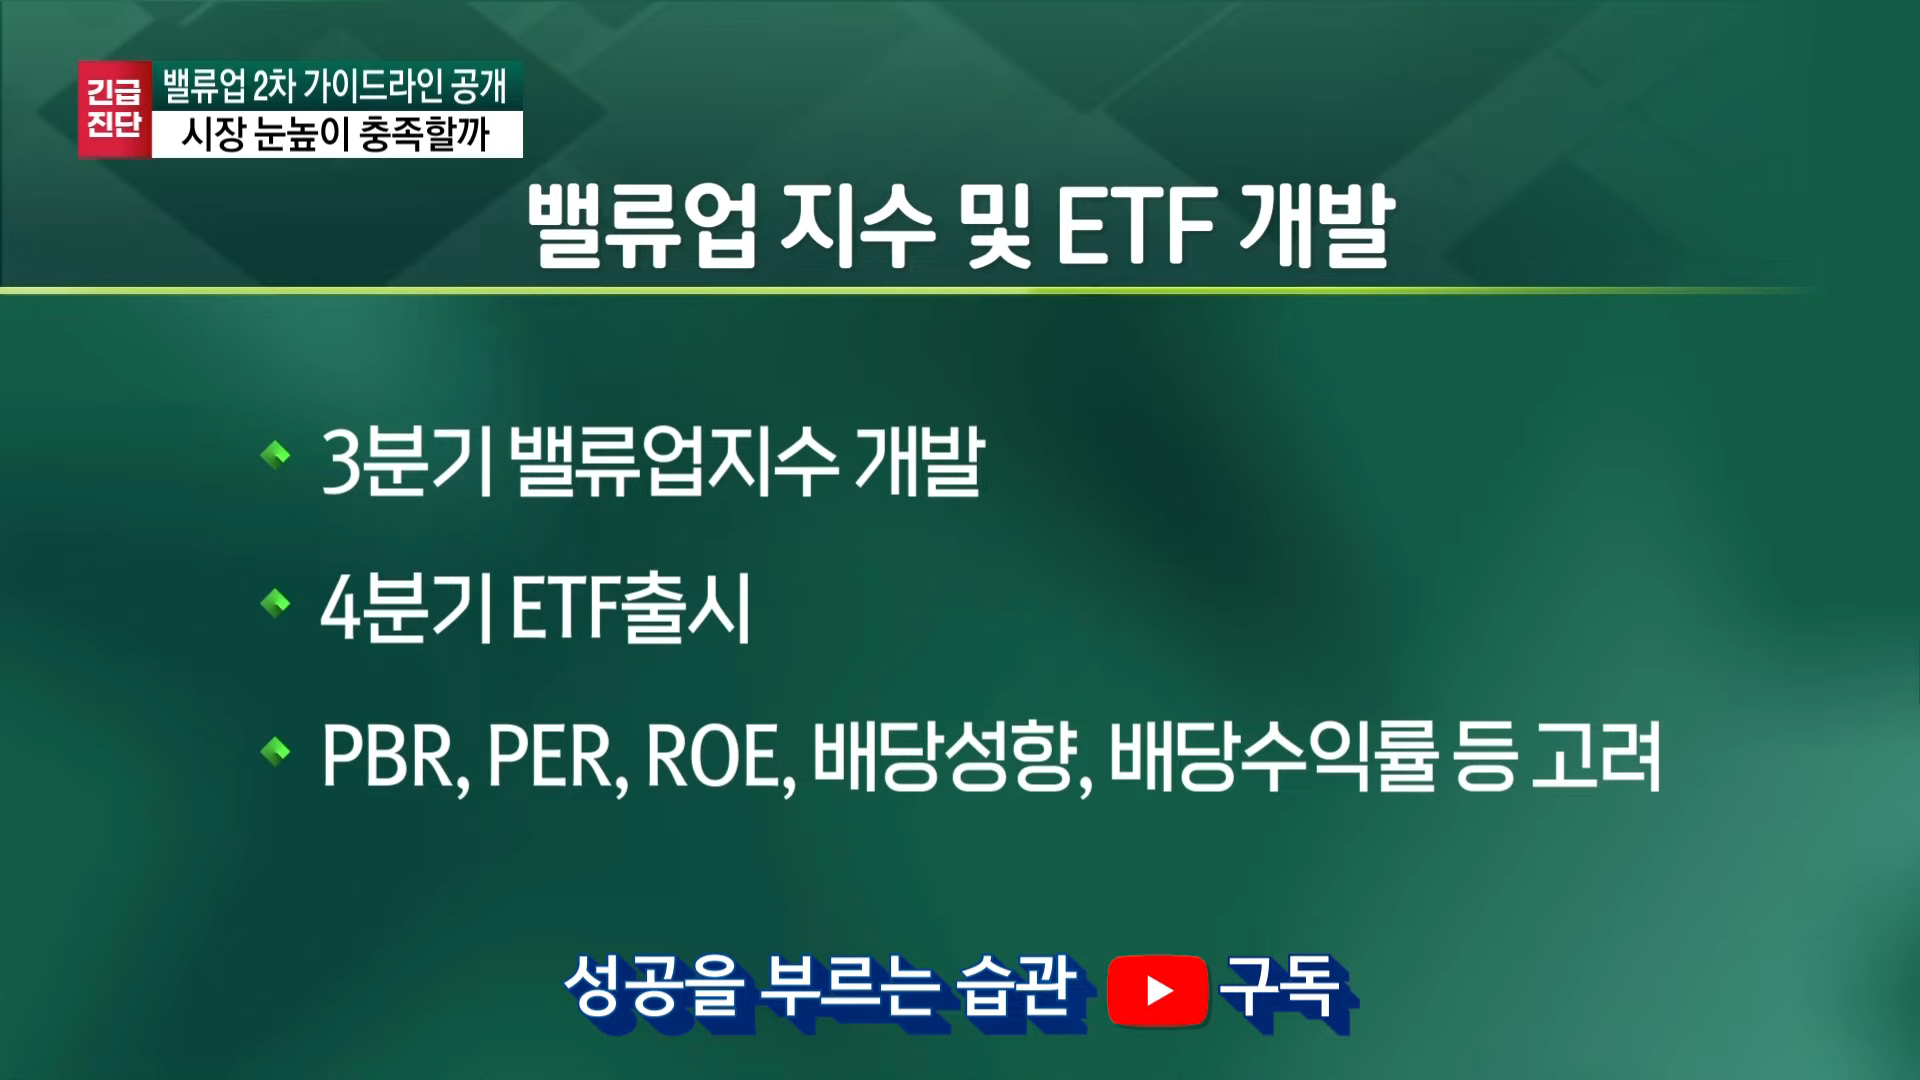 긴급
진단
밸류업 2차 가이드라인 공개
시장 눈높이 충족할까
밸류업 지수 및 ETF 개발
3분기 밸류업지수 개발
4분기 ETF출시
PBR, PER, ROE, 배당성향, 배당수익률 등 고려
성공을 부르는 습관 구독